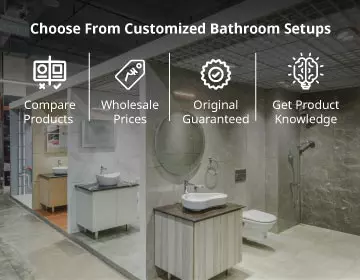 Choose From Customized Bathroom Setups
Compare
Products
Wholesale
Prices
Original
Guaranteed
Get Product
Knowledge